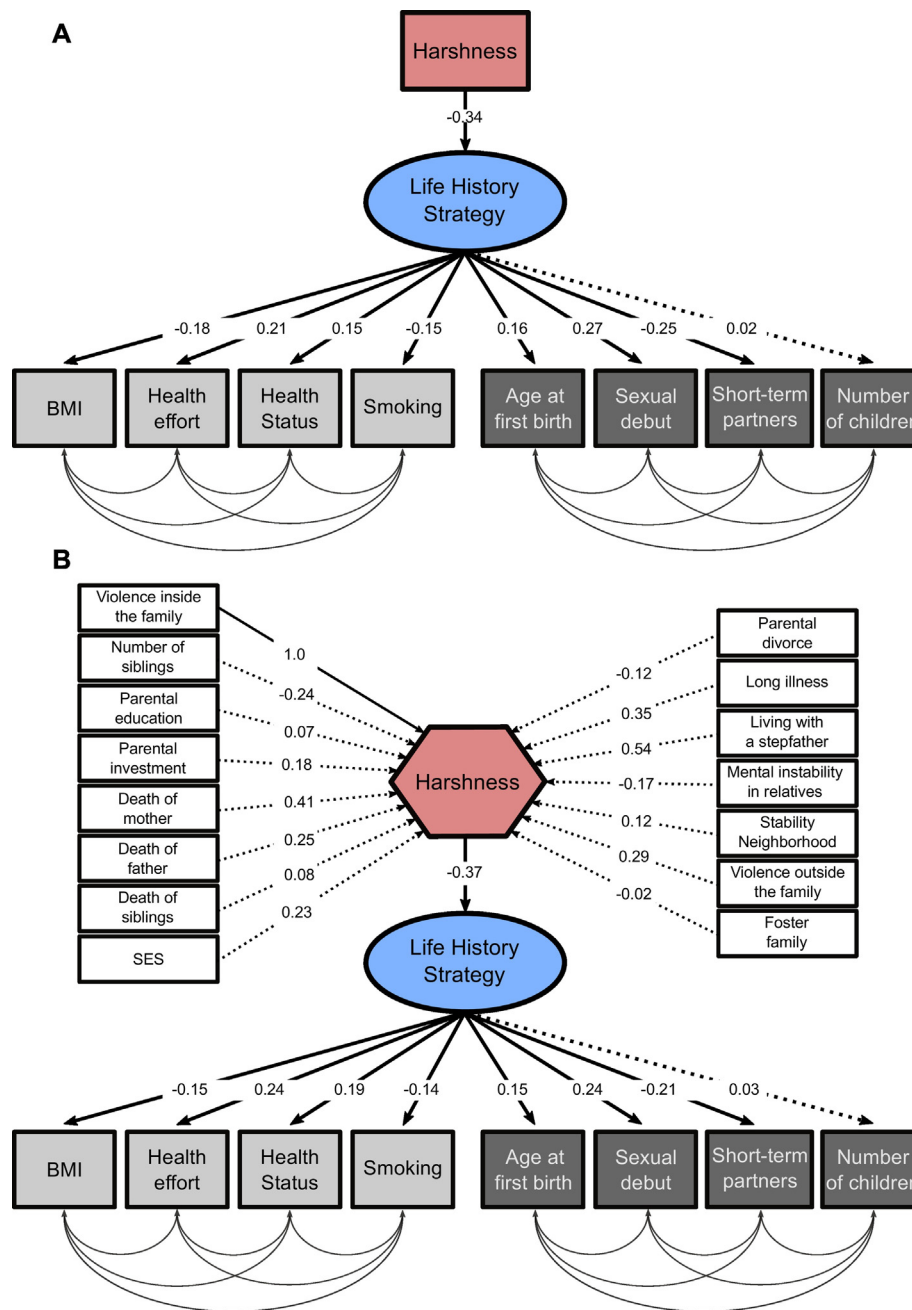 A
Harshness
-0.34
Life History
Strategy
-0.18 0.21 0.15 -0.15 0.16 0.27 -0.25 0.02
BMI
Health
effort
Health
Status
Smoking
Age at
first birth
Sexual
debut
Short-term
partners
Number
of children
B
Violence inside
the family
Number of
siblings
Parental
education
Parental
investment
Death of
mother
Death of
father
Death of
siblings
SES
1.0
-0.24
0.07
0.18
0.41
0.25
0.08
0.23
Harshness
-0.12
0.35
0.54
-0.17
0.12
0.29
-0.02
Parental
divorce
Long illness
Living with
a stepfather
Mental instability
in relatives
Stability
Neighborhood
Violence outside
the family
Foster
family
-0.37
Life History
Strategy
-0.15 0.24 0.19 -0.14 0.15 0.24 -0.21 0.03
BMI
Health
effort
Health
Status
Smoking
Age at
first birth
Sexual
debut
Short-term
partners
Number
of children